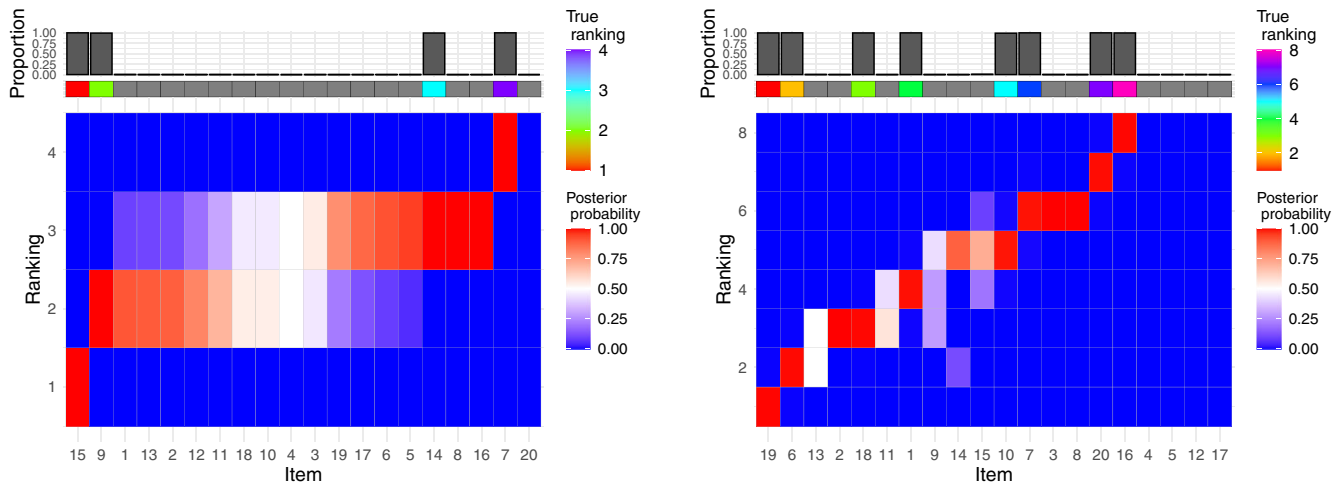 Proportion
1.00
0.75
0.50
0.25
0.00
True
ranking
4
3
2
1
Ranking
4
3
2
1
Posterior
probability
1.00
0.75
0.50
0.25
0.00
15 9 1 13 2 12 11 18 10 4 3 19 17 6 5 14 8 16 7 20
Item
Proportion
1.00
0.75
0.50
0.25
0.00
True
ranking
8
6
4
2
Ranking
8
6
4
2
Posterior
probability
1.00
0.75
0.50
0.25
0.00
19 6 13 2 18 11 1 9 14 15 10 7 3 8 20 16 4 5 12 17
Item